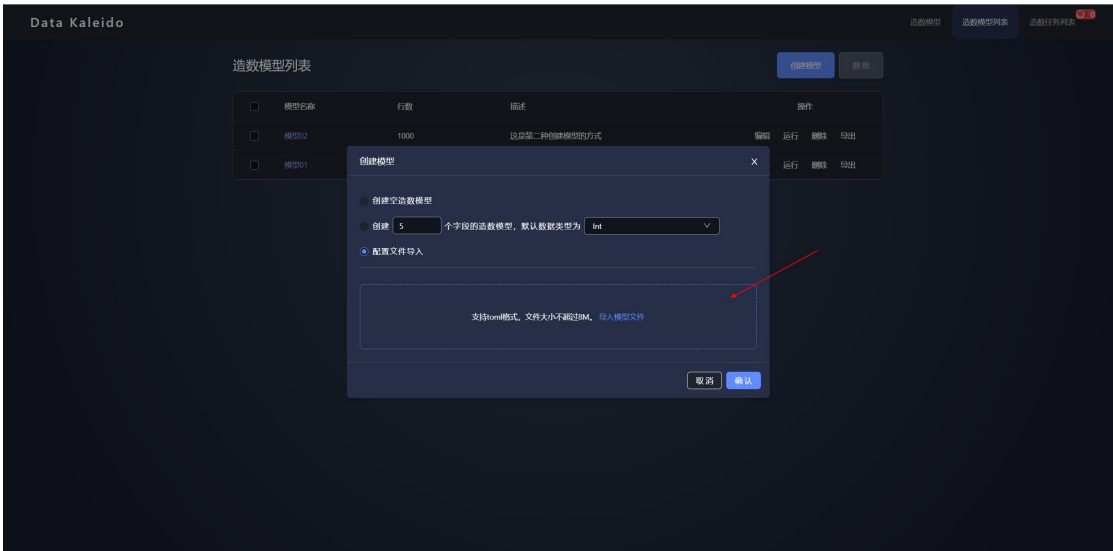 Data Kaleido 造数模型 造数模型列表 造数任务列表 0
造数模型列表 创建模型 删除
模型名称 行数 描述 操作
模型02 1000 这是第二种创建模型的方式 编辑 运行 删除 导出
模型01 运行 删除 导出
创建模型 X
创建空造数模型
创建 5 个字段的造数模型，默认数据类型为 Int
配置文件导入
支持toml格式，文件大小不超过8M。导入模型文件
取消 确认